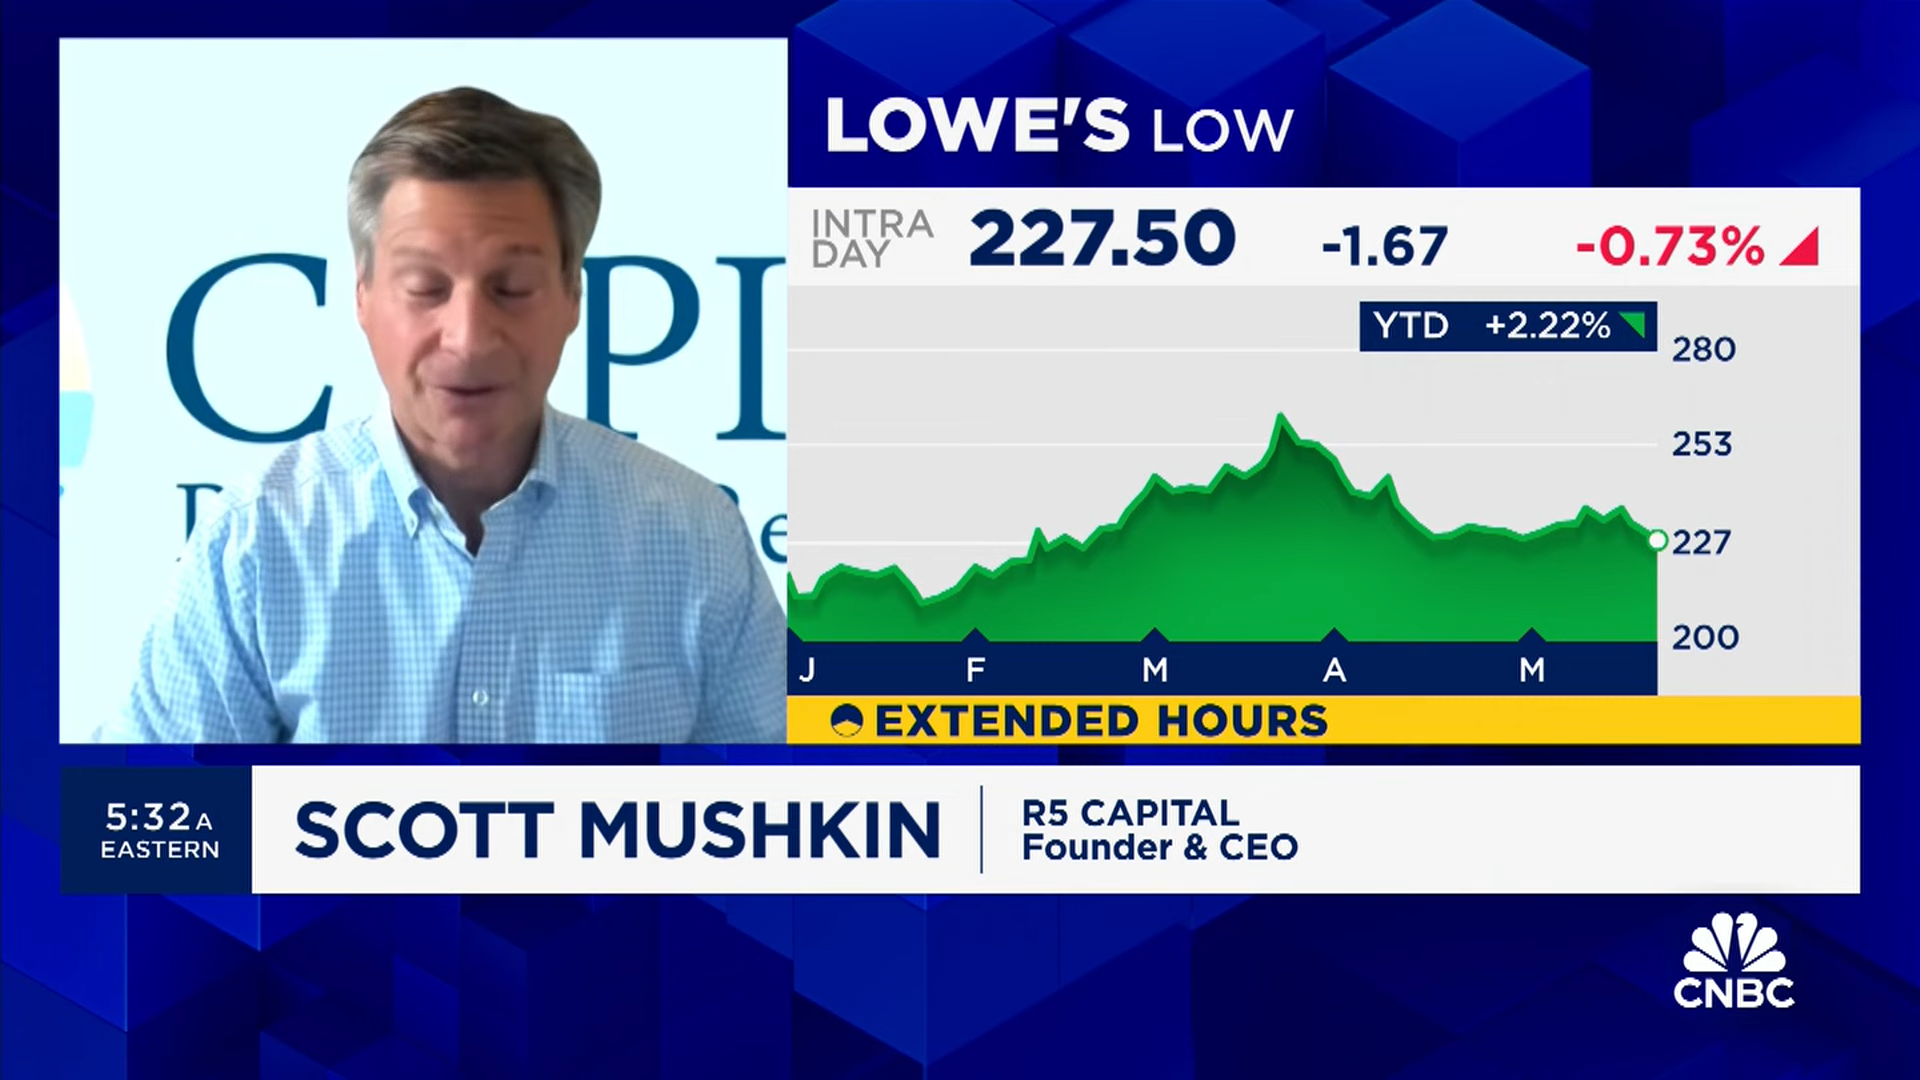 LOWE'S LOW
INTRA
DAY
227.50 -1.67 -0.73%
YTD +2.22%
280
253
227
200
J F M A M
EXTENDED HOURS
5:32A
EASTERN
SCOTT MUSHKIN
R5 CAPITAL
Founder & CEO
CNBC